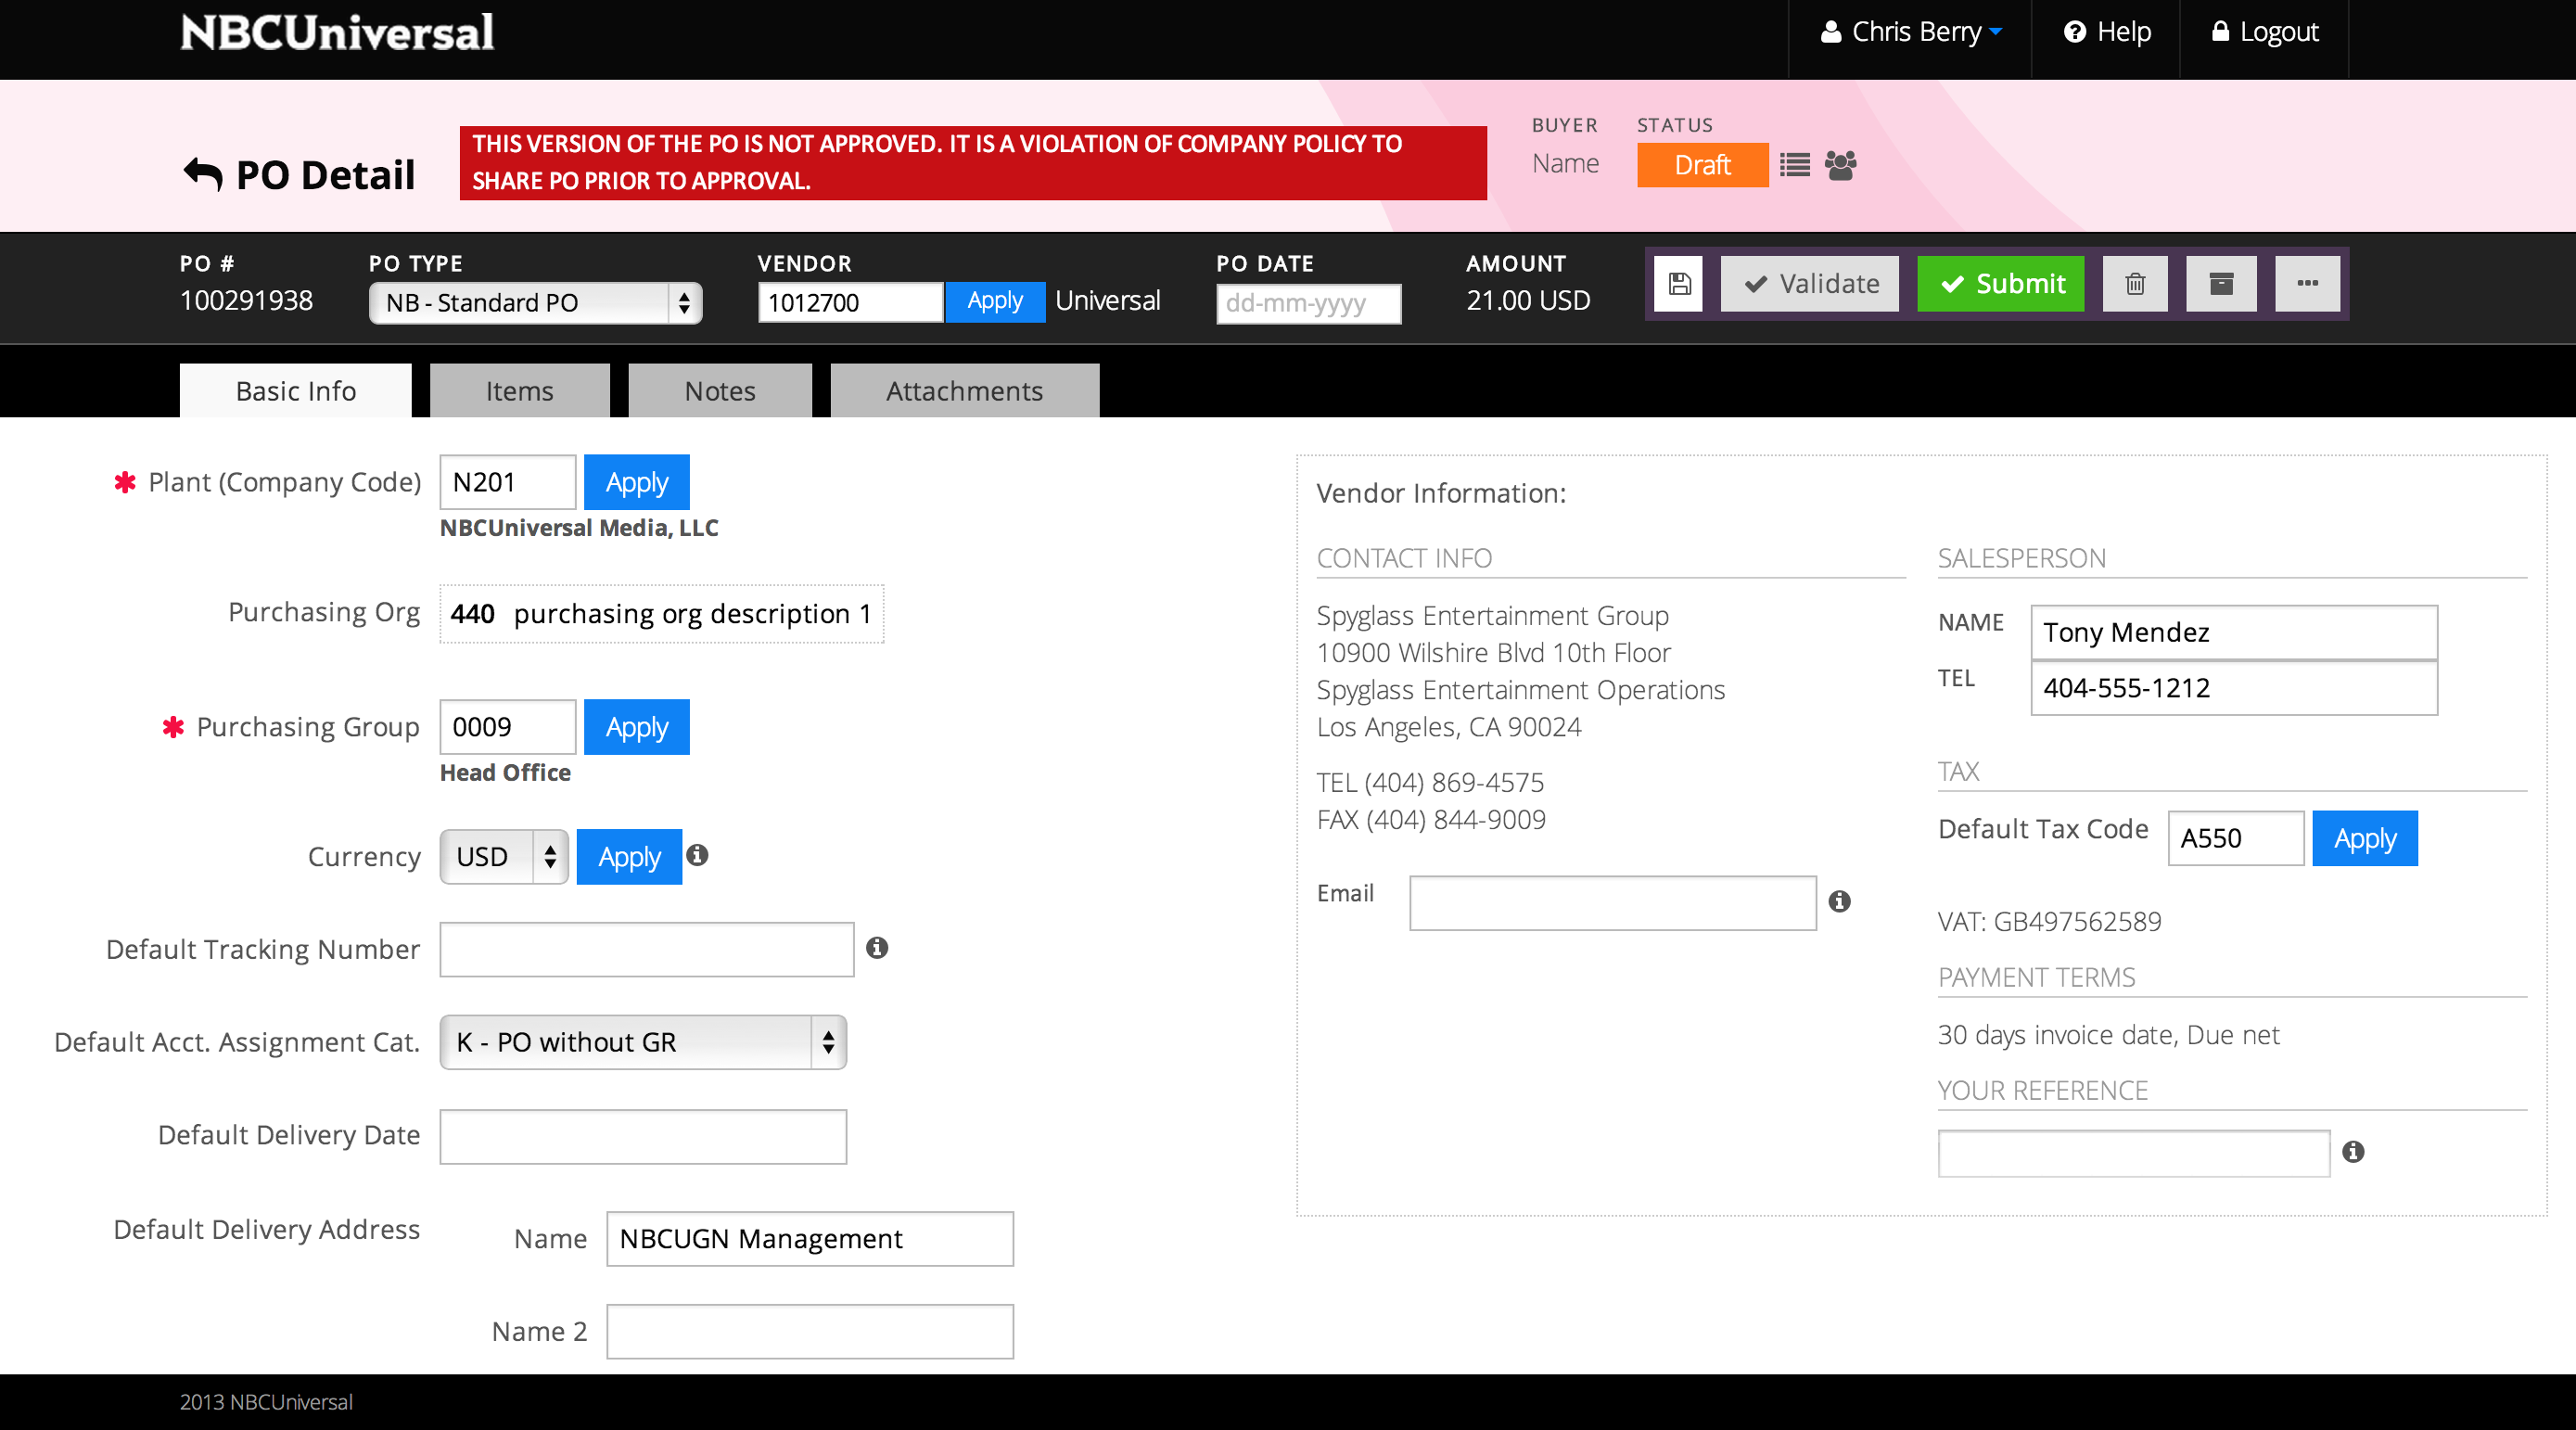 NBCUniversal
Chris Berry
Help
Logout
PO Detail
THIS VERSION OF THE PO IS NOT APPROVED. IT IS A VIOLATION OF COMPANY POLICY TO
SHARE PO PRIOR TO APPROVAL.
BUYER
Name
STATUS
Draft
PO #
100291938
PO TYPE
NB - Standard PO
VENDOR
1012700 Apply Universal
PO DATE
dd-mm-yyyy
AMOUNT
21.00 USD
Validate
Submit
Basic Info
Items
Notes
Attachments
* Plant (Company Code) N201 Apply
NBCUniversal Media, LLC
Purchasing Org 440 purchasing org description 1
* Purchasing Group 0009 Apply
Head Office
Currency USD Apply
Default Tracking Number
Default Acct. Assignment Cat. K - PO without GR
Default Delivery Date
Default Delivery Address
Name NBCUGN Management
Name 2
Vendor Information:
CONTACT INFO
Spyglass Entertainment Group
10900 Wilshire Blvd 10th Floor
Spyglass Entertainment Operations
Los Angeles, CA 90024
TEL (404) 869-4575
FAX (404) 844-9009
Email
SALESPERSON
NAME Tony Mendez
TEL 404-555-1212
TAX
Default Tax Code A550 Apply
VAT: GB497562589
PAYMENT TERMS
30 days invoice date, Due net
YOUR REFERENCE
2013 NBCUniversal